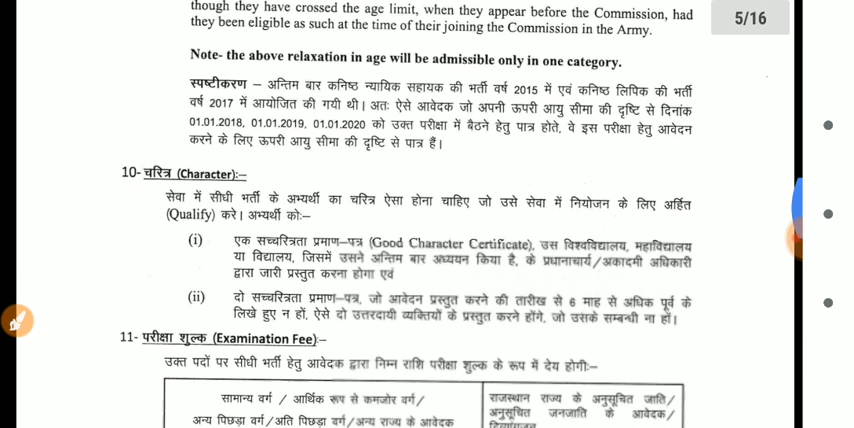 though they have crossed the age limit, when they appear before the Commission, had
they been eligible as such at the time of their joining the Commission in the Army.
5/16
Note- the above relaxation in age will be admissible only in one category.
स्पष्टीकरण – अन्तिम बार कनिष्ठ न्यायिक सहायक की भर्ती वर्ष 2015 में एवं कनिष्ठ लिपिक की भर्ती
वर्ष 2017 में आयोजित की गयी थी। अतः ऐसे आवेदक जो अपनी ऊपरी आयु सीमा की दृष्टि से दिनांक
01.01.2018, 01.01.2019, 01.01.2020 को उक्त परीक्षा में बैठने हेतु पात्र होते, वे इस परीक्षा हेतु आवेदन
करने के लिए ऊपरी आयु सीमा की दृष्टि से पात्र हैं।
10- चरित्र (Character):–
सेवा में सीधी भर्ती के अभ्यर्थी का चरित्र ऐसा होना चाहिए जो उसे सेवा में नियोजन के लिए अर्हित
(Qualify) करे। अभ्यर्थी को:–
(i) एक सच्चरित्रता प्रमाण–पत्र (Good Character Certificate), उस विश्वविद्यालय, महाविद्यालय
या विद्यालय, जिसमें उसने अन्तिम बार अध्ययन किया है, के प्रधानाचार्य/अकादमी अधिकारी
द्वारा जारी प्रस्तुत करना होगा एवं
(ii) दो सच्चरित्रता प्रमाण–पत्र, जो आवेदन प्रस्तुत करने की तारीख से 6 माह से अधिक पूर्व के
लिखे हुए न हों, ऐसे दो उत्तरदायी व्यक्तियों के प्रस्तुत करने होंगे, जो उसके सम्बन्धी ना हों।
11- परीक्षा शुल्क (Examination Fee):–
उक्त पदों पर सीधी भर्ती हेतु आवेदक द्वारा निम्न राशि परीक्षा शुल्क के रूप में देय होगी:–
सामान्य वर्ग / आर्थिक रूप से कमजोर वर्ग/
अन्य पिछड़ा वर्ग/अति पिछड़ा वर्ग/अन्य राज्य के आवेदक
राजस्थान राज्य के अनुसूचित जाति/
अनुसूचित जनजाति के आवेदक/